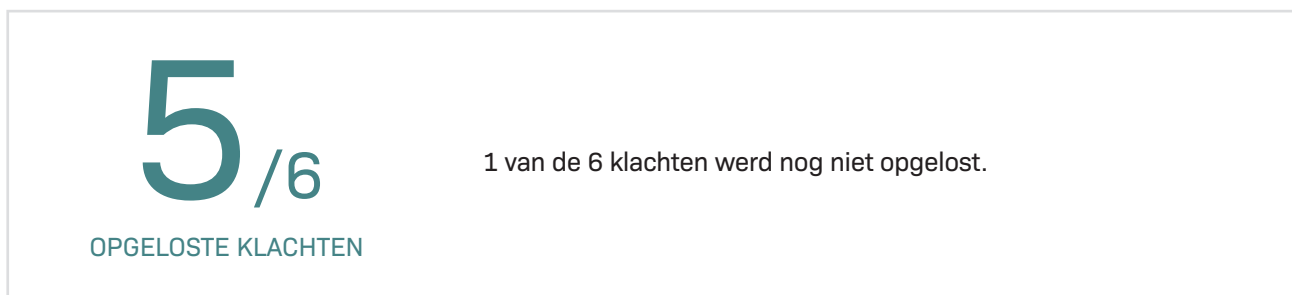 5/6
OPGELOSTE KLACHTEN
1 van de 6 klachten werd nog niet opgelost.